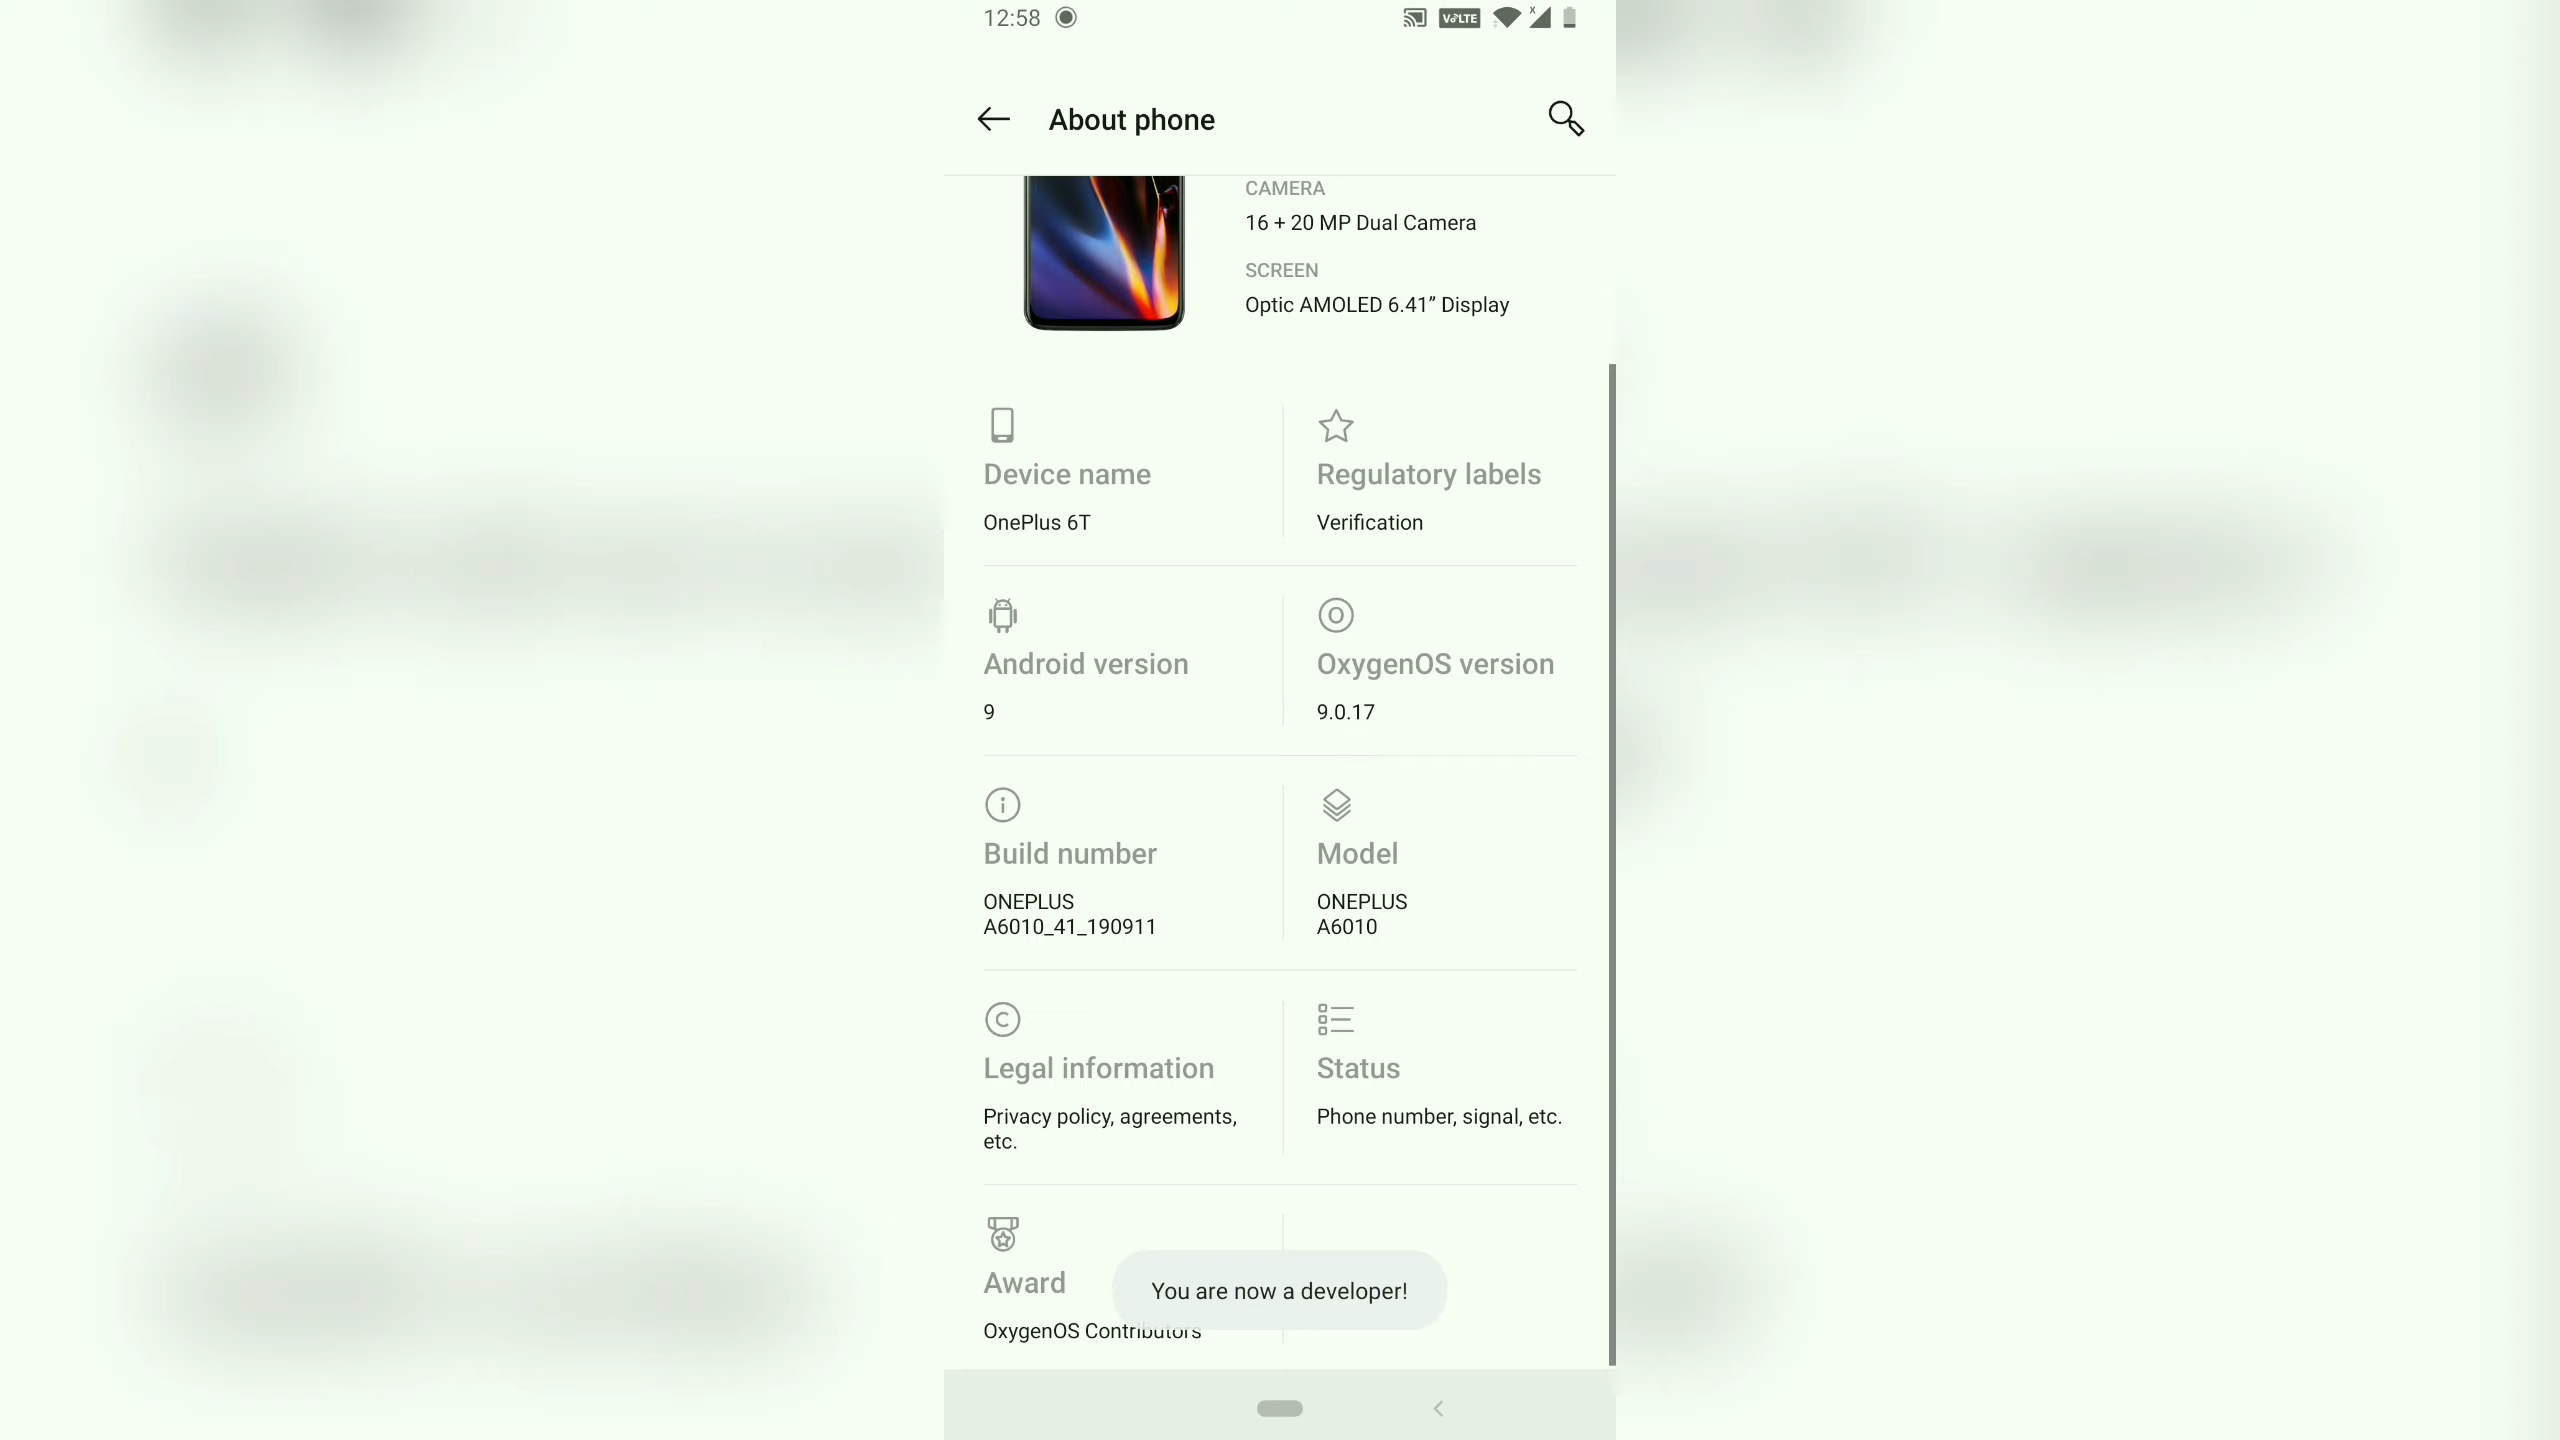 12:58
VoLTE
About phone
CAMERA
16 + 20 MP Dual Camera
SCREEN
Optic AMOLED 6.41” Display
Device name
OnePlus 6T
Regulatory labels
Verification
Android version
9
OxygenOS version
9.0.17
Build number
ONEPLUS
A6010_41_190911
Model
ONEPLUS
A6010
Legal information
Privacy policy, agreements,
etc.
Status
Phone number, signal, etc.
Award
OxygenOS Contributors
You are now a developer!